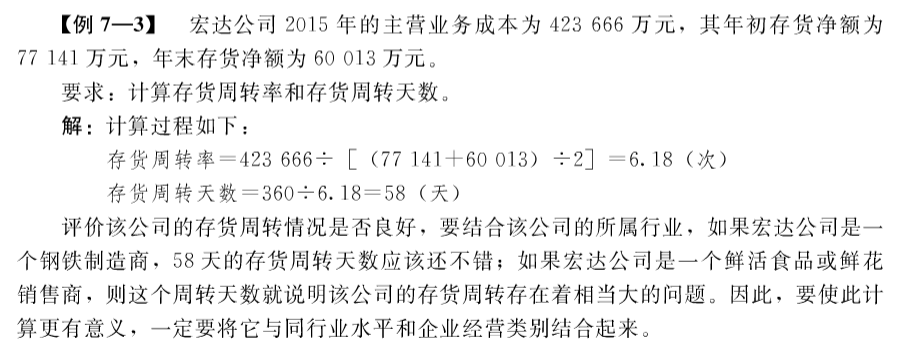 【例 7—3】 宏达公司 2015 年的主营业务成本为 423 666 万元，其年初存货净额为
77 141 万元，年末存货净额为 60 013 万元。
要求：计算存货周转率和存货周转天数。
解：计算过程如下：
存货周转率＝423 666÷［（77 141＋60 013）÷2］＝6.18（次）
存货周转天数＝360÷6.18＝58（天）
评价该公司的存货周转情况是否良好，要结合该公司的所属行业，如果宏达公司是一
个钢铁制造商，58 天的存货周转天数应该还不错；如果宏达公司是一个鲜活食品或鲜花
销售商，则这个周转天数就说明该公司的存货周转存在着相当大的问题。因此，要使此计
算更有意义，一定要将它与同行业水平和企业经营类别结合起来。